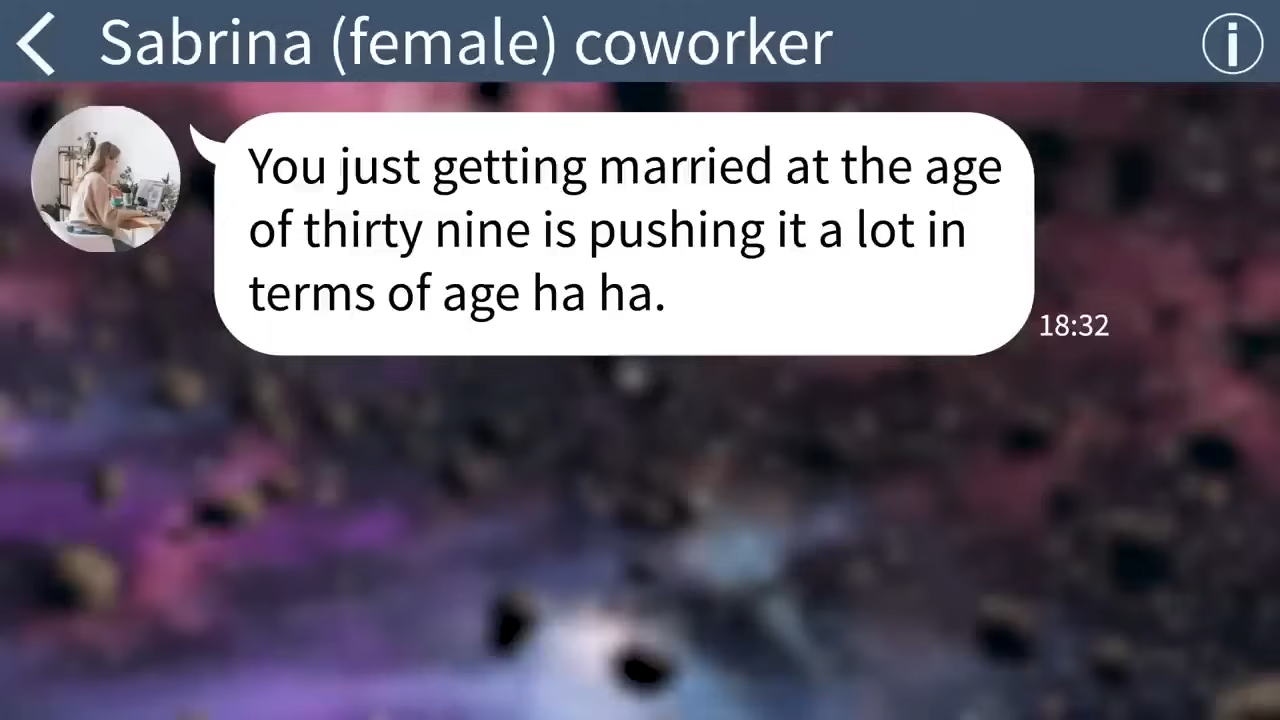 Sabrina (female) coworker
You just getting married at the age
of thirty nine is pushing it a lot in
terms of age ha ha.
18:32